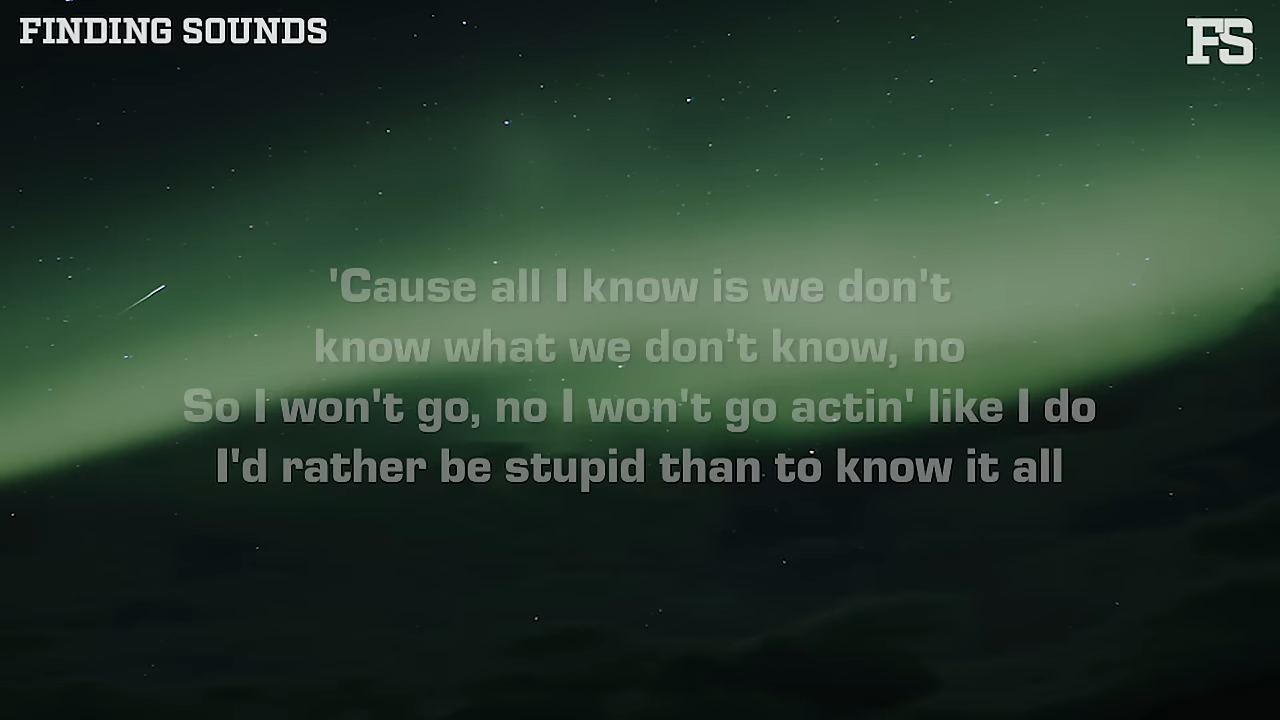 FINDING SOUNDS
FS
'Cause all I know is we don't
know what we don't know, no
So I won't go, no I won't go actin' like I do
I'd rather be stupid than to know it all